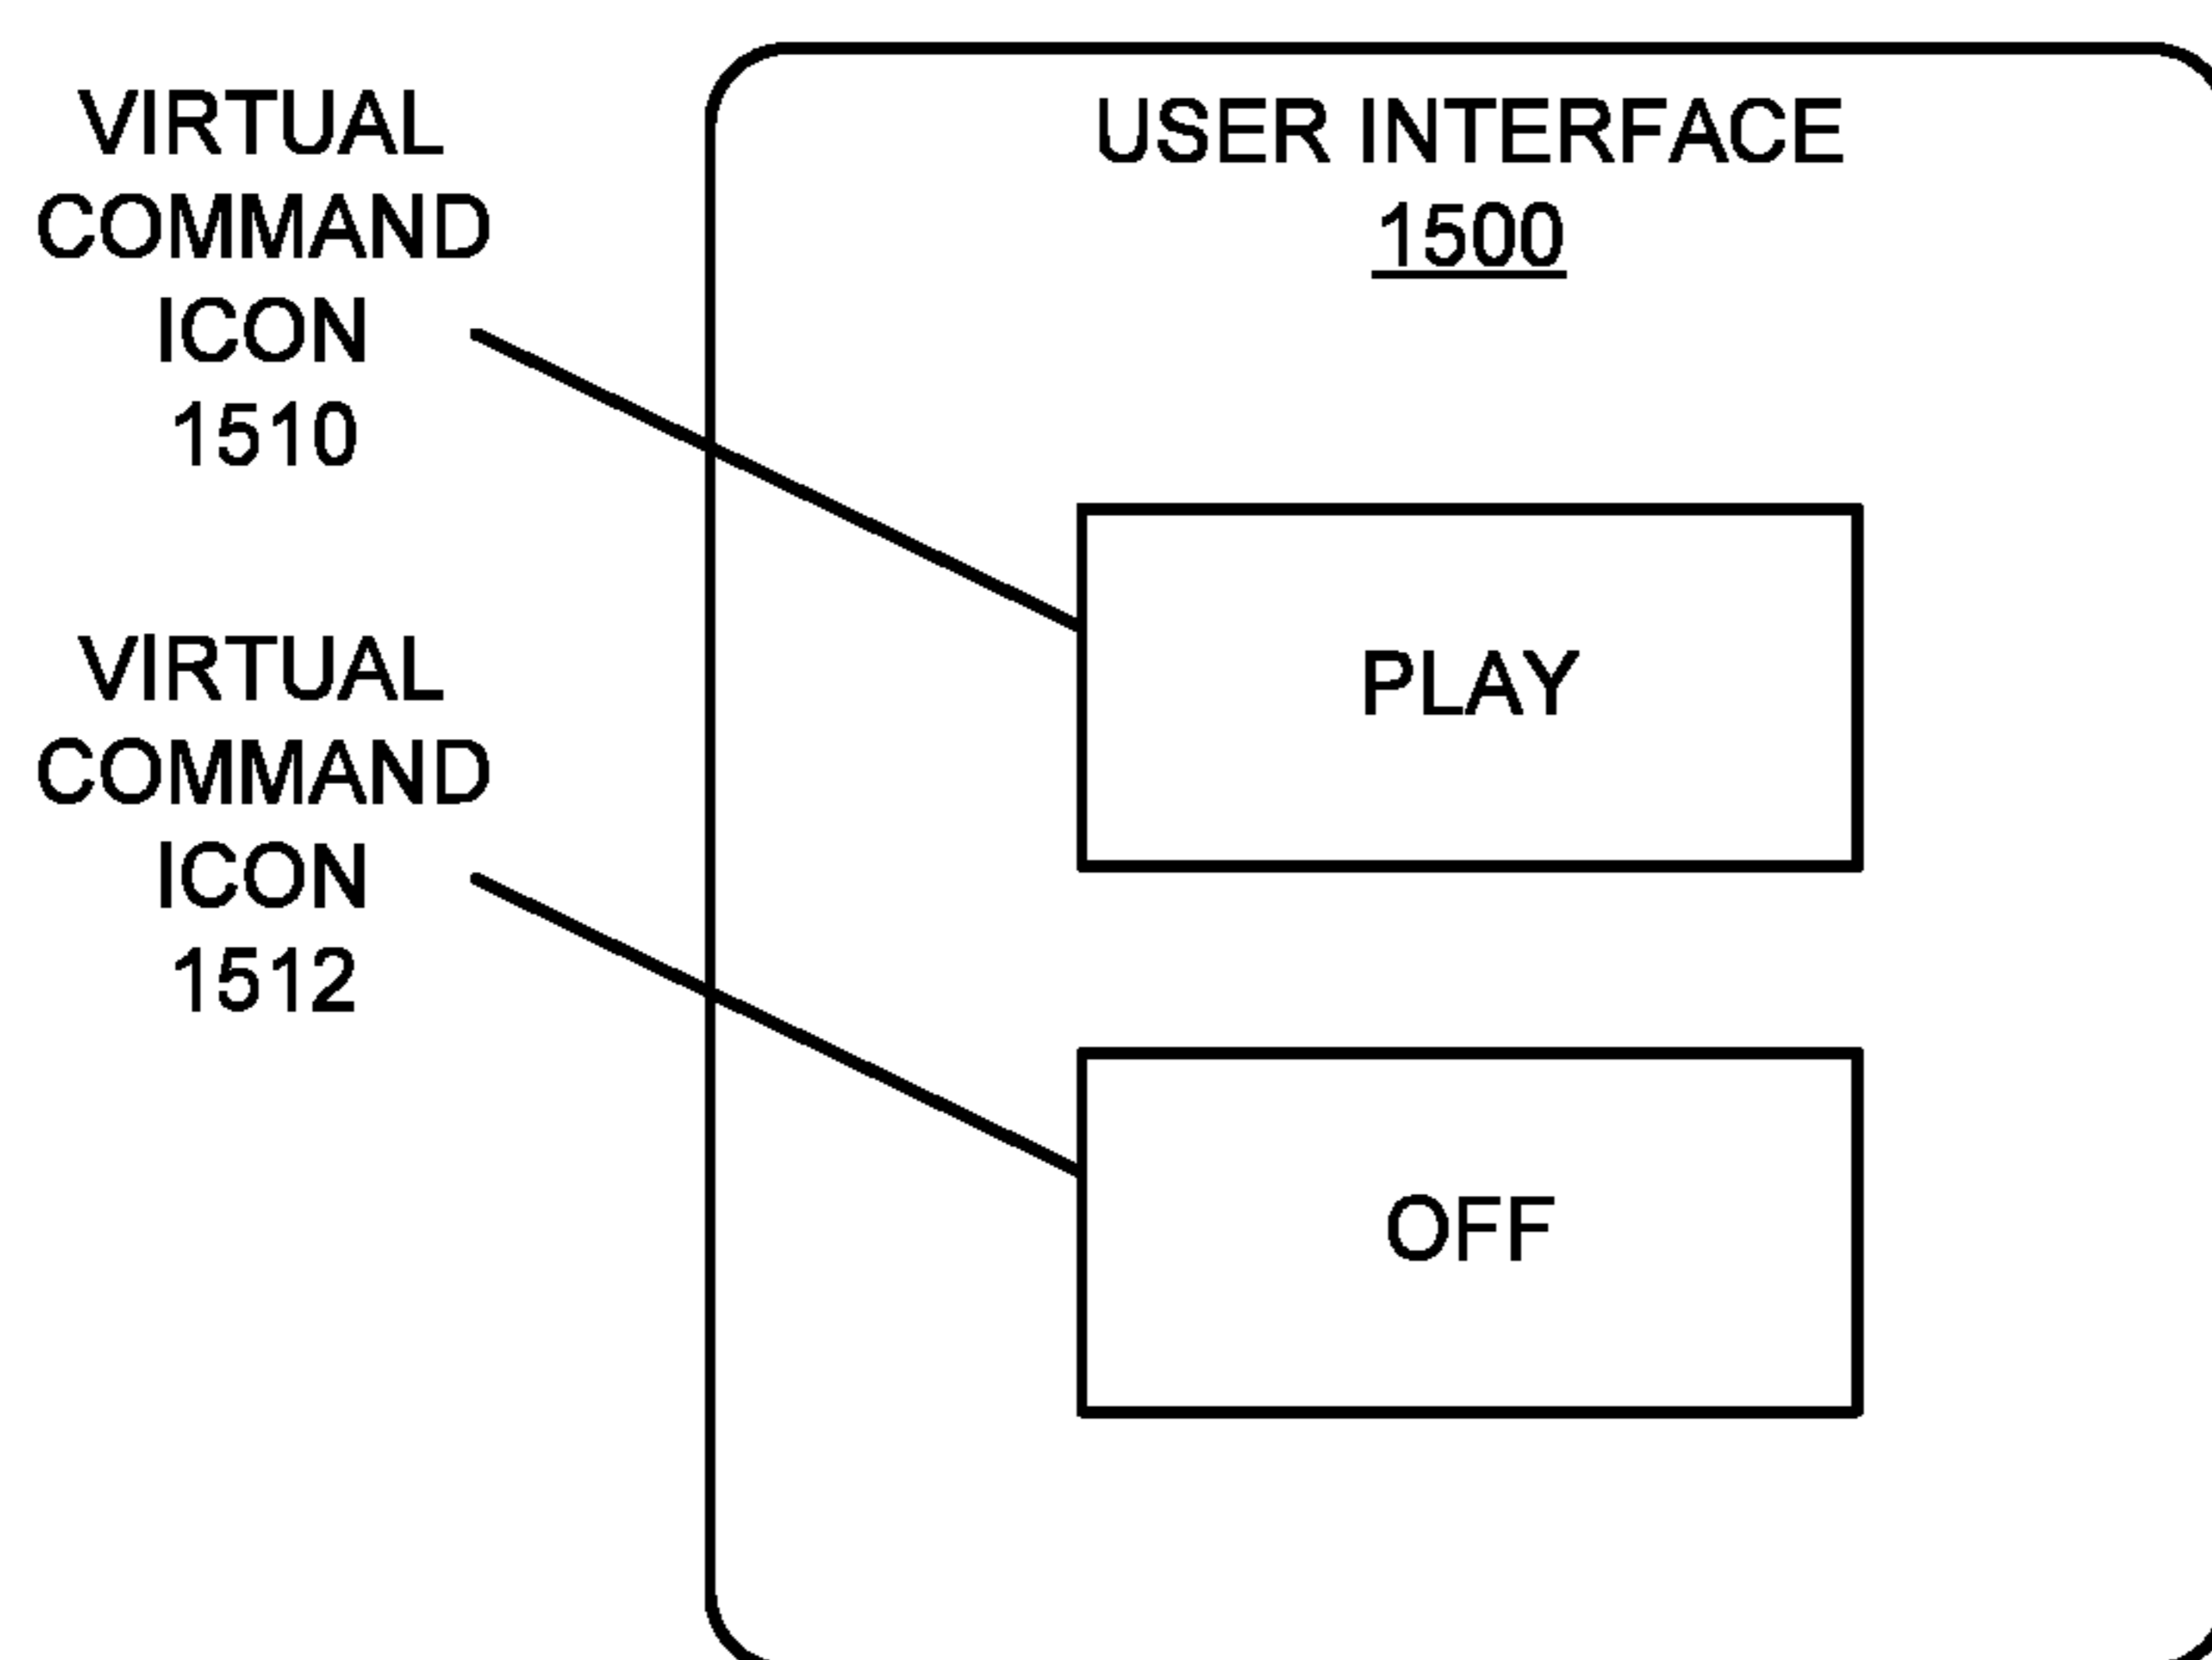 VIRTUAL
COMMAND
ICON
1510
VIRTUAL
COMMAND
ICON
1512
USER INTERFACE
1500
PLAY
OFF